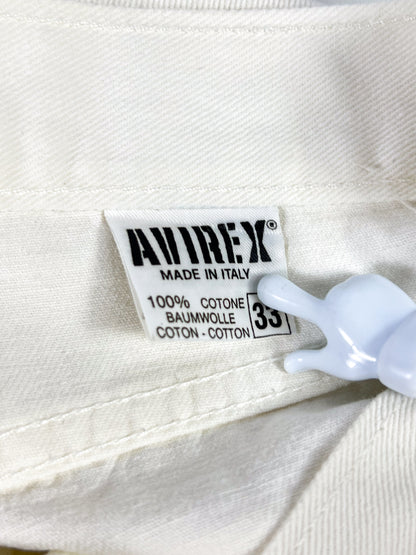 AVIREX®
MADE IN ITALY
100% COTONE
BAUMWOLLE
COTON - COTTON
33